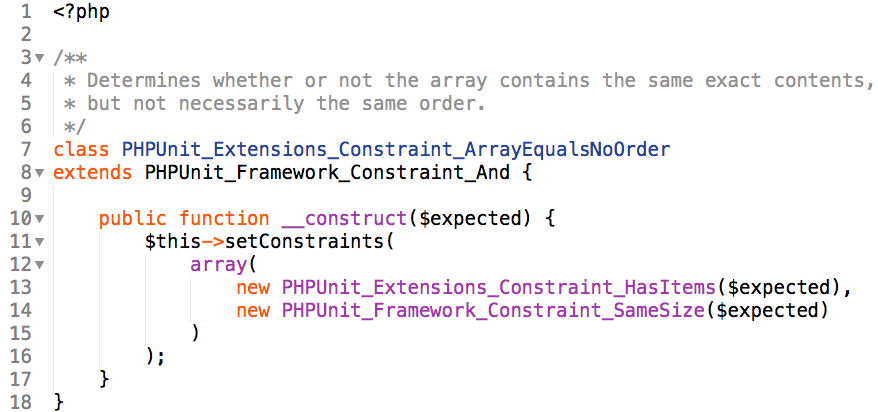 1 <?php
2
3 /**
4  * Determines whether or not the array contains the same exact contents,
5  * but not necessarily the same order.
6  */
7 class PHPUnit_Extensions_Constraint_ArrayEqualsNoOrder
8 extends PHPUnit_Framework_Constraint_And {
9
10     public function __construct($expected) {
11         $this->setConstraints(
12             array(
13                 new PHPUnit_Extensions_Constraint_HasItems($expected),
14                 new PHPUnit_Framework_Constraint_SameSize($expected)
15             )
16         );
17     }
18 }